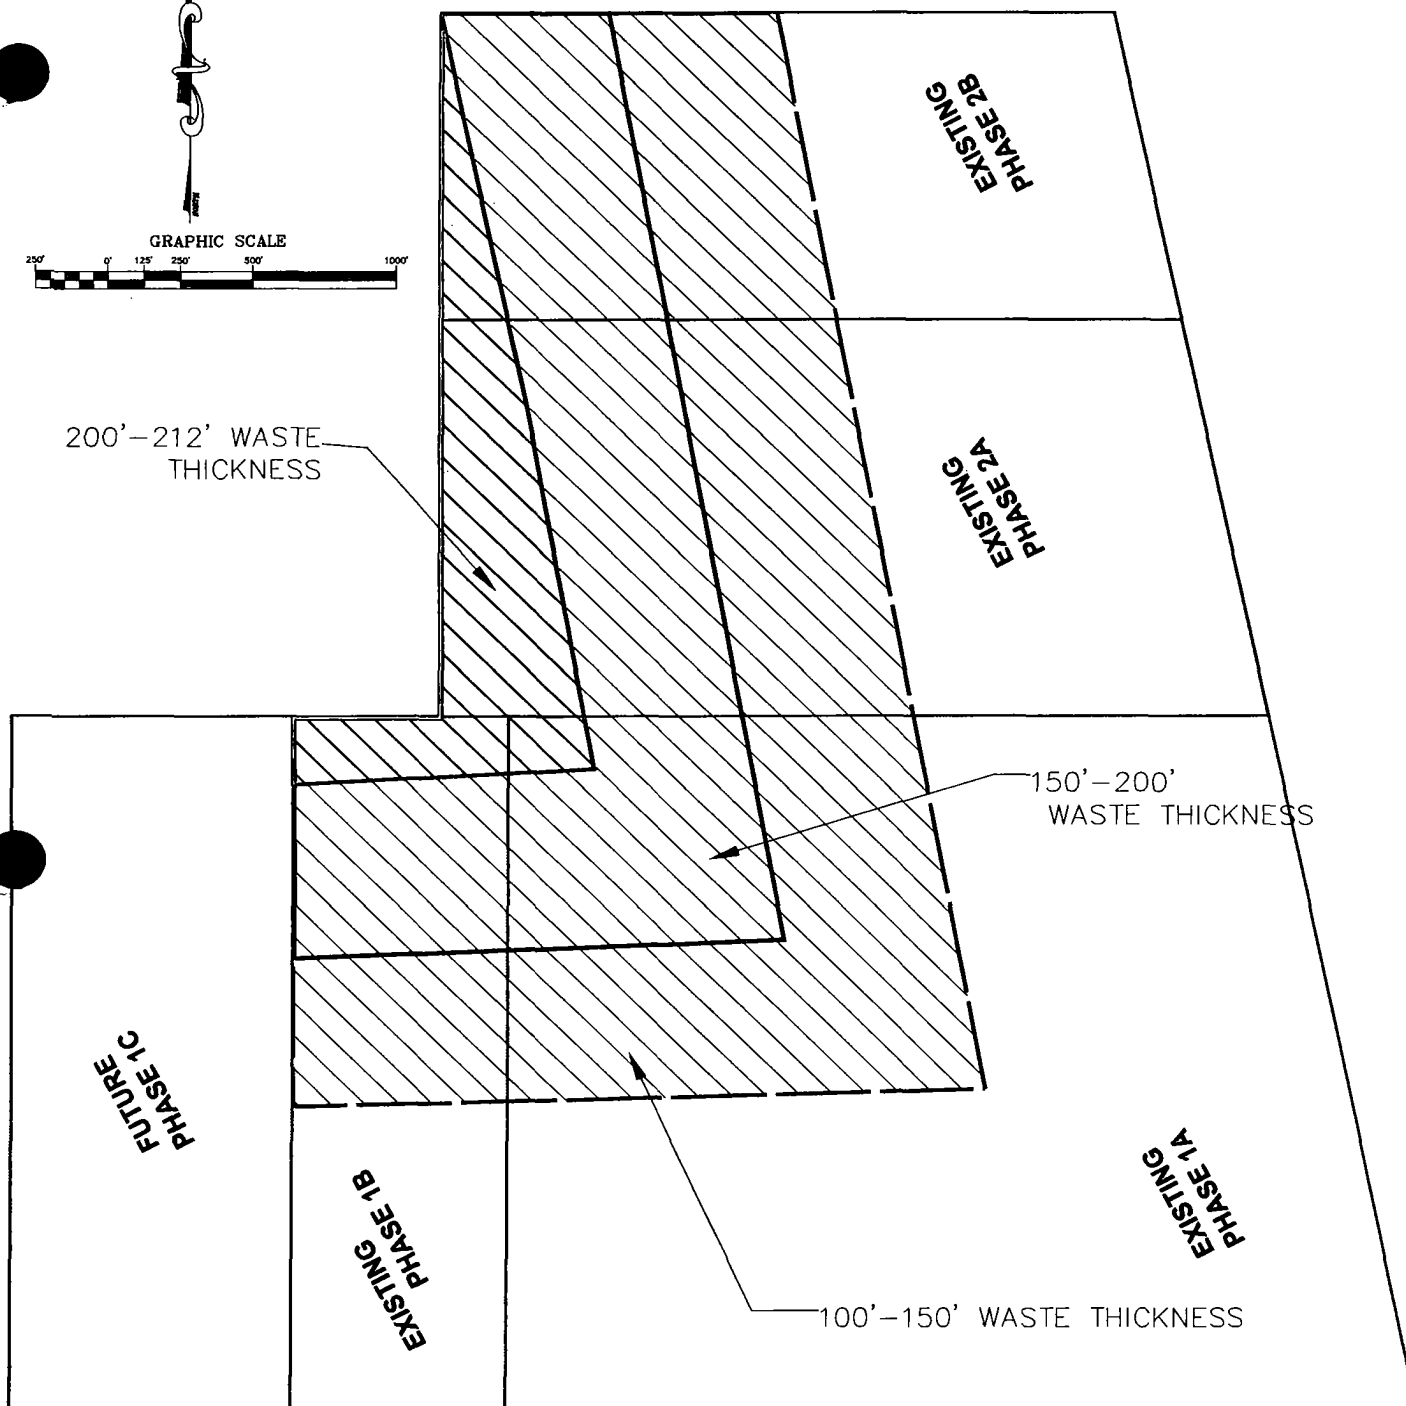 GRAPHIC SCALE
250' 0' 125' 250' 500' 1000'
EXISTING
PHASE 2B
200'-212' WASTE
THICKNESS
EXISTING
PHASE 2A
150'-200'
WASTE THICKNESS
FUTURE
PHASE 1C
EXISTING
PHASE 1B
EXISTING
PHASE 1A
100'-150' WASTE THICKNESS